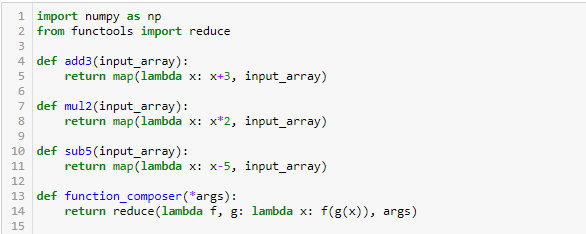 1 import numpy as np
2 from functools import reduce
3
4 def add3(input_array):
5     return map(lambda x: x+3, input_array)
6
7 def mul2(input_array):
8     return map(lambda x: x*2, input_array)
9
10 def sub5(input_array):
11     return map(lambda x: x-5, input_array)
12
13 def function_composer(*args):
14     return reduce(lambda f, g: lambda x: f(g(x)), args)
15